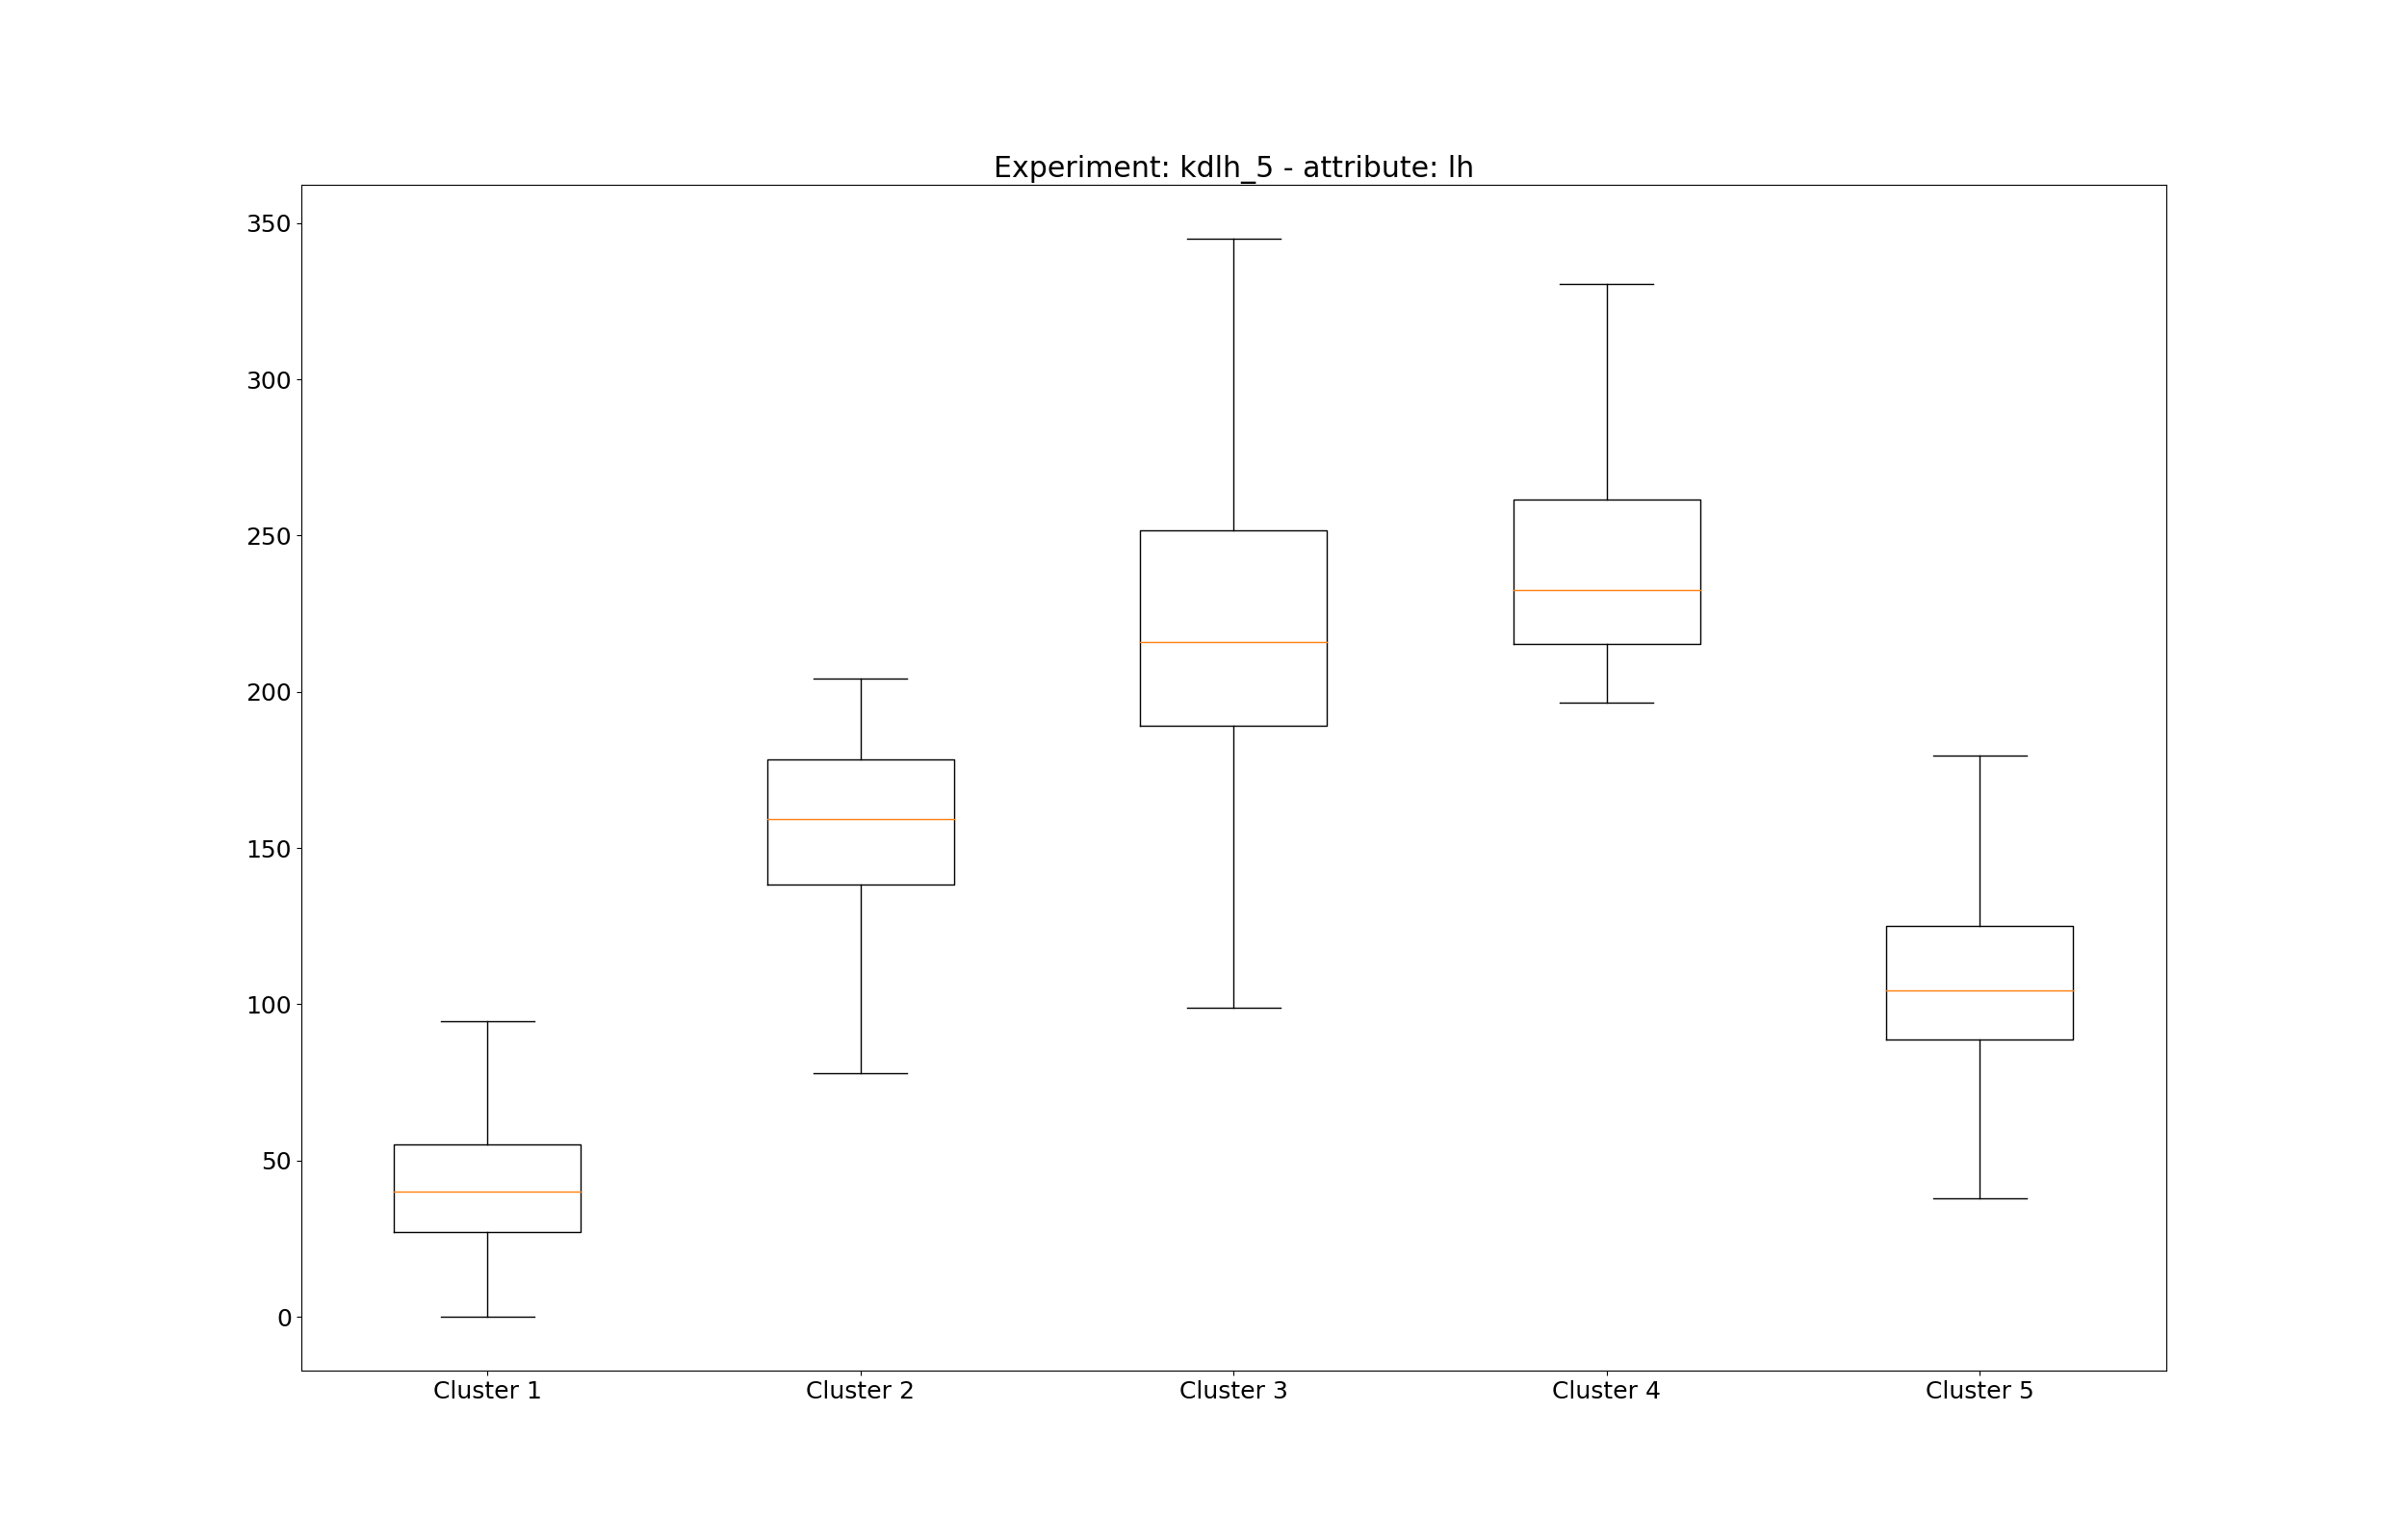 Experiment: kdlh_5 - attribute: lh
350
300
250
200
150
100
50
0
Cluster 1
Cluster 2
Cluster 3
Cluster 4
Cluster 5